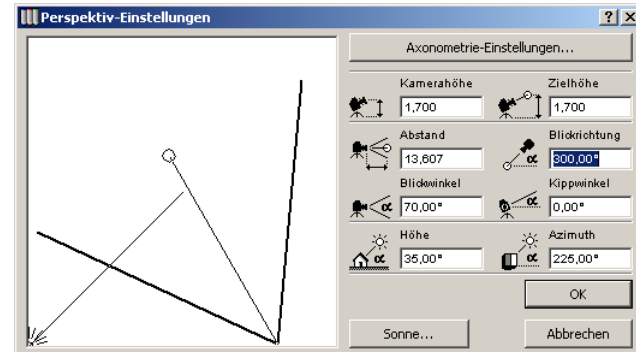 Perspektiv-Einstellungen
Axonometrie-Einstellungen...
Kamerahöhe Zielhöhe
1,700 1,700
Abstand Blickrichtung
13,607 α 300,00°
Blickwinkel Kippwinkel
α 70,00° α 0,00°
Höhe Azimuth
α 35,00° α 225,00°
OK
Sonne... Abbrechen